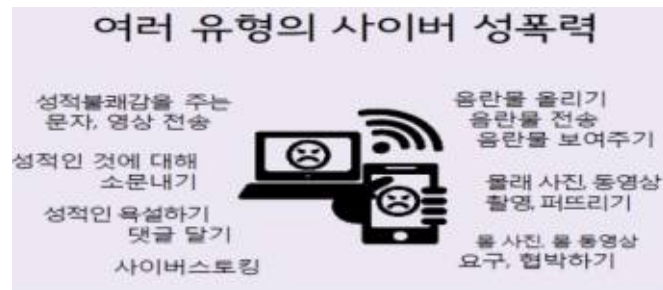 여러 유형의 사이버 성폭력
성적불쾌감을 주는
문자, 영상 전송
성적인 것에 대해
소문내기
성적인 욕설하기
댓글 달기
사이버스토킹
음란물 올리기
음란물 전송
음란물 보여주기
몰래 사진, 동영상
촬영, 퍼뜨리기
몸 사진, 몸 동영상
요구, 협박하기